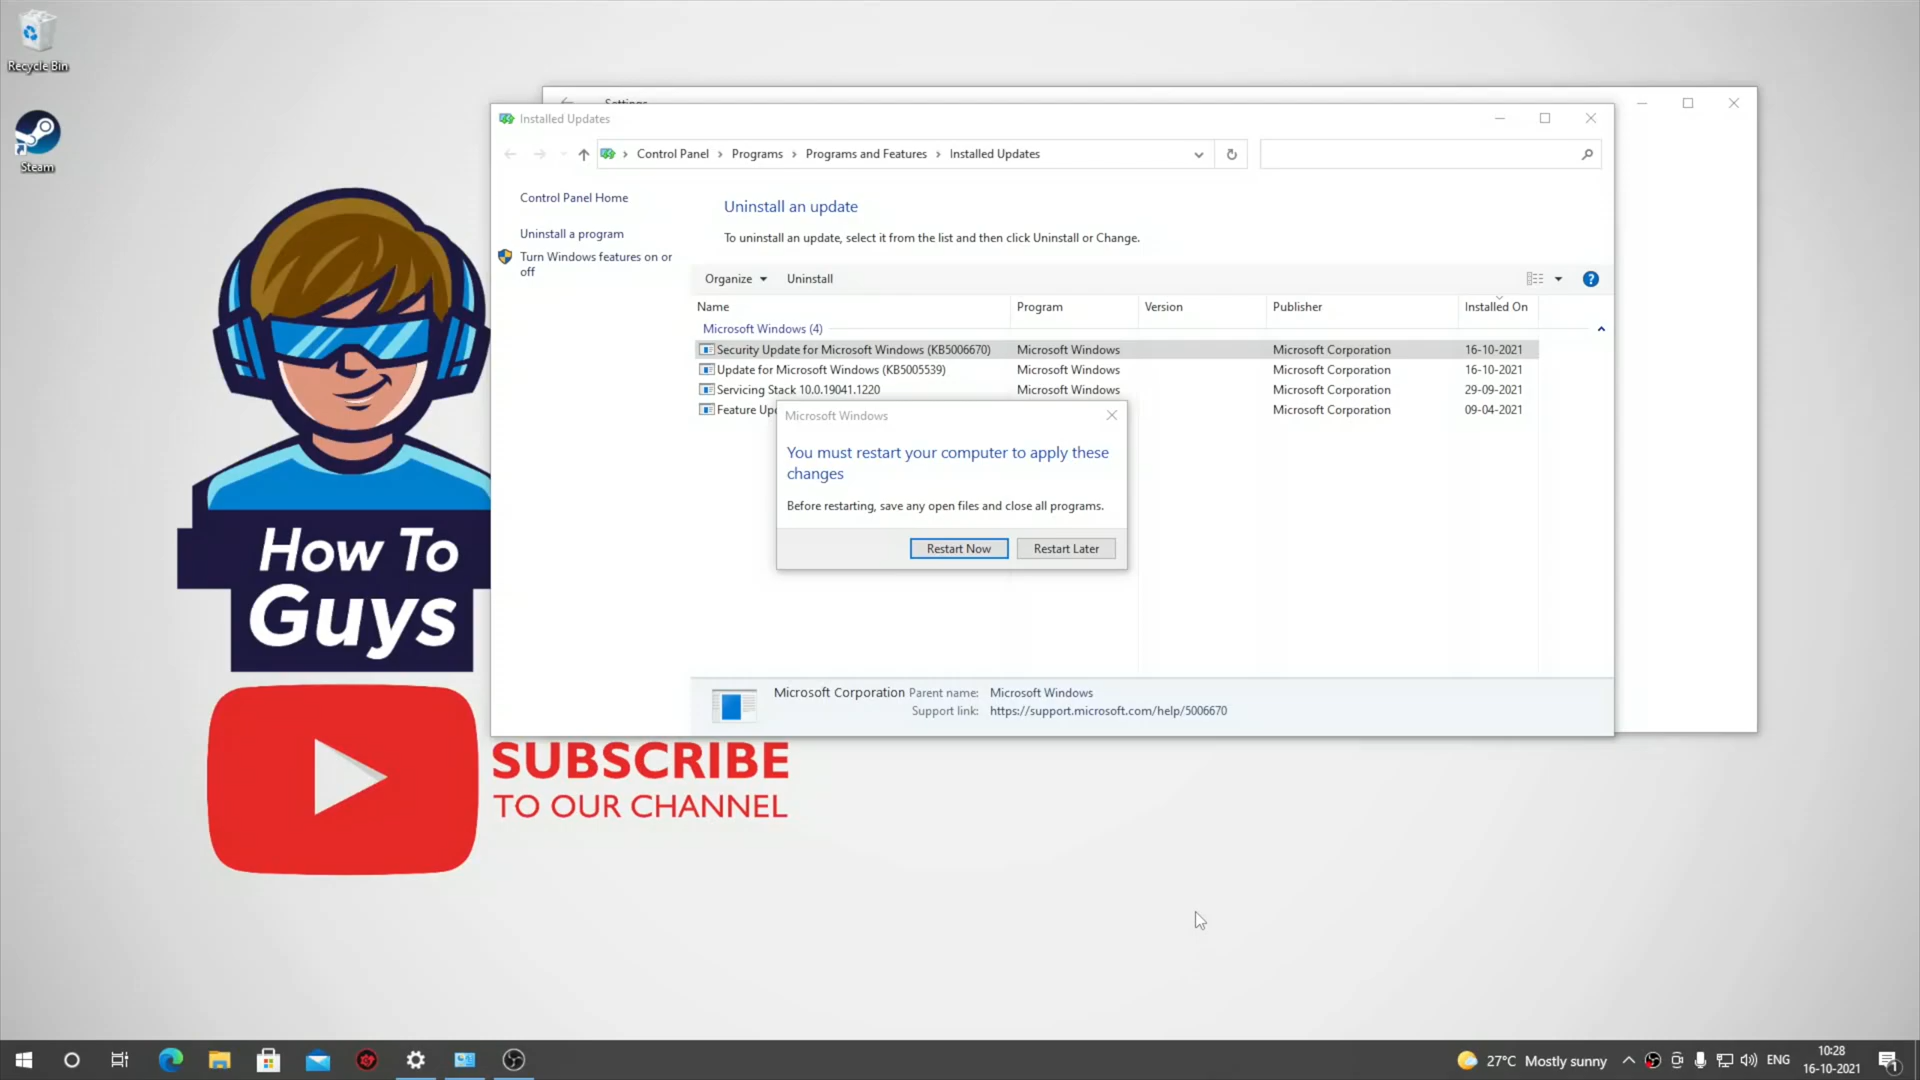 Recycle Bin
Steam
Settings
Installed Updates
Control Panel > Programs > Programs and Features > Installed Updates
Control Panel Home
Uninstall a program
Turn Windows features on or
off
Uninstall an update
To uninstall an update, select it from the list and then click Uninstall or Change.
Organize Uninstall
Name Program Version Publisher Installed On
Microsoft Windows (4)
Security Update for Microsoft Windows (KB5006670) Microsoft Windows Microsoft Corporation 16-10-2021
Update for Microsoft Windows (KB5005539) Microsoft Windows Microsoft Corporation 16-10-2021
Servicing Stack 10.0.19041.1220 Microsoft Windows Microsoft Corporation 29-09-2021
Feature Microsoft Corporation 09-04-2021
Microsoft Windows
You must restart your computer to apply these
changes
Before restarting, save any open files and close all programs.
Restart Now Restart Later
Microsoft Corporation Parent name: Microsoft Windows
Support link: https://support.microsoft.com/help/5006670
How To
Guys
SUBSCRIBE
TO OUR CHANNEL
27°C Mostly sunny
ENG
10:28
16-10-2021
1